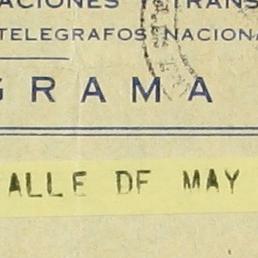 ACIONES Y TRANS
TELEGRAFOS NACIONA
GRAMA
ALLE DF MAY